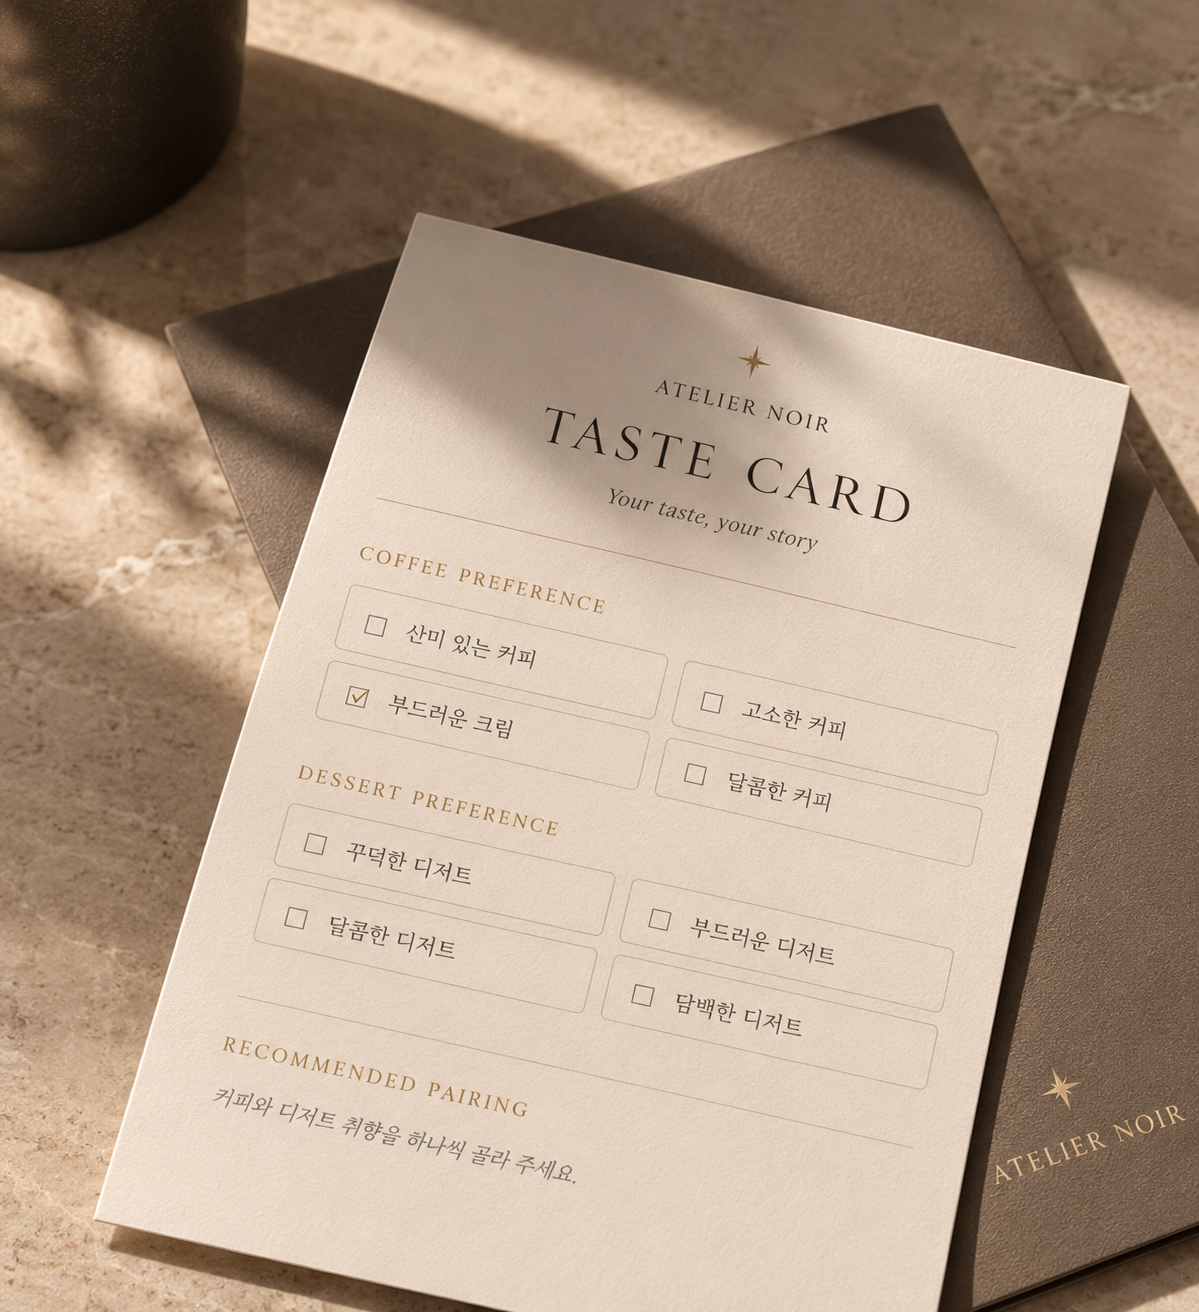 ATELIER NOIR
TASTE CARD
Your taste, your story
COFFEE PREFERENCE
산미 있는 커피
고소한 커피
부드러운 크림
달콤한 커피
DESSERT PREFERENCE
꾸덕한 디저트
부드러운 디저트
달콤한 디저트
담백한 디저트
RECOMMENDED PAIRING
커피와 디저트 취향을 하나씩 골라 주세요.
ATELIER NOIR